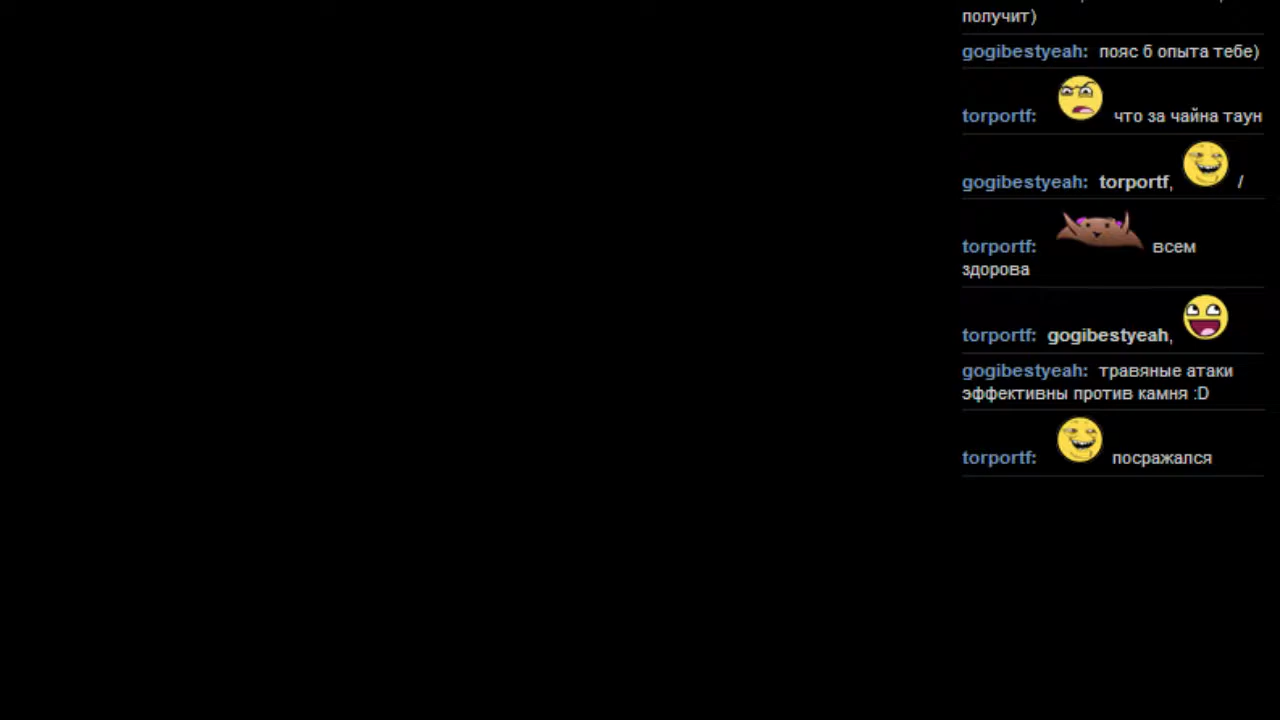 получит)
gogibestyeah: пояс б опыта тебе)
torportf: что за чайна таун
gogibestyeah: torportf, /
torportf: всем
здорова
torportf: gogibestyeah,
gogibestyeah: травяные атаки
эффективны против камня :D
torportf: посражался